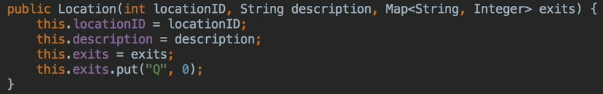 public Location(int locationID, String description, Map<String, Integer> exits) {
    this.locationID = locationID;
    this.description = description;
    this.exits = exits;
    this.exits.put("Q", 0);
}